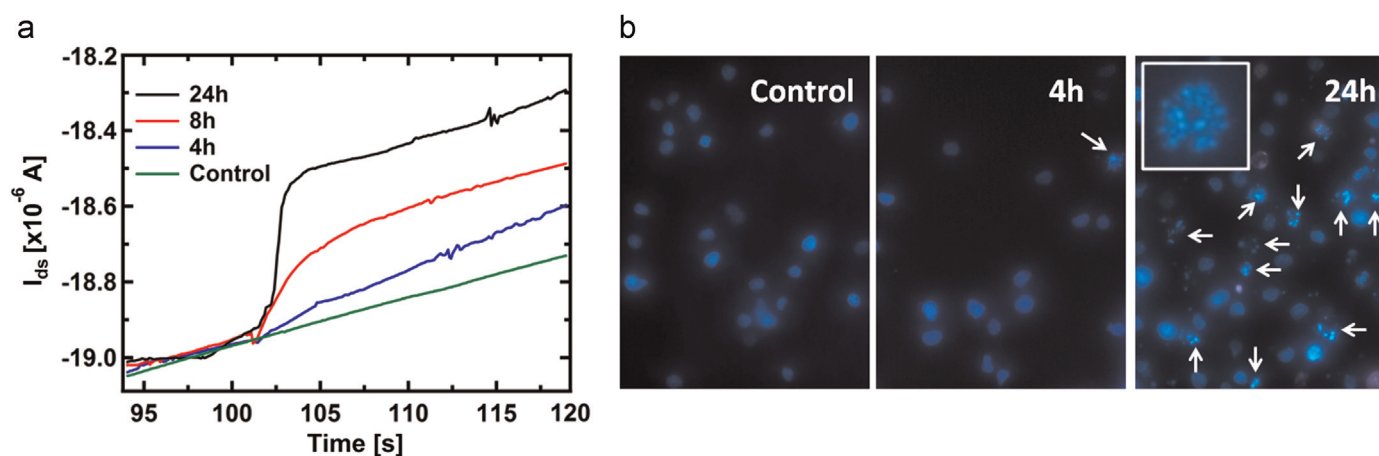 a
-18.2
-18.4
-18.6
-18.8
-19.0
I_ds [x10^-6 A]
24h
8h
4h
Control
95 100 105 110 115 120
Time [s]
b
Control
4h
24h